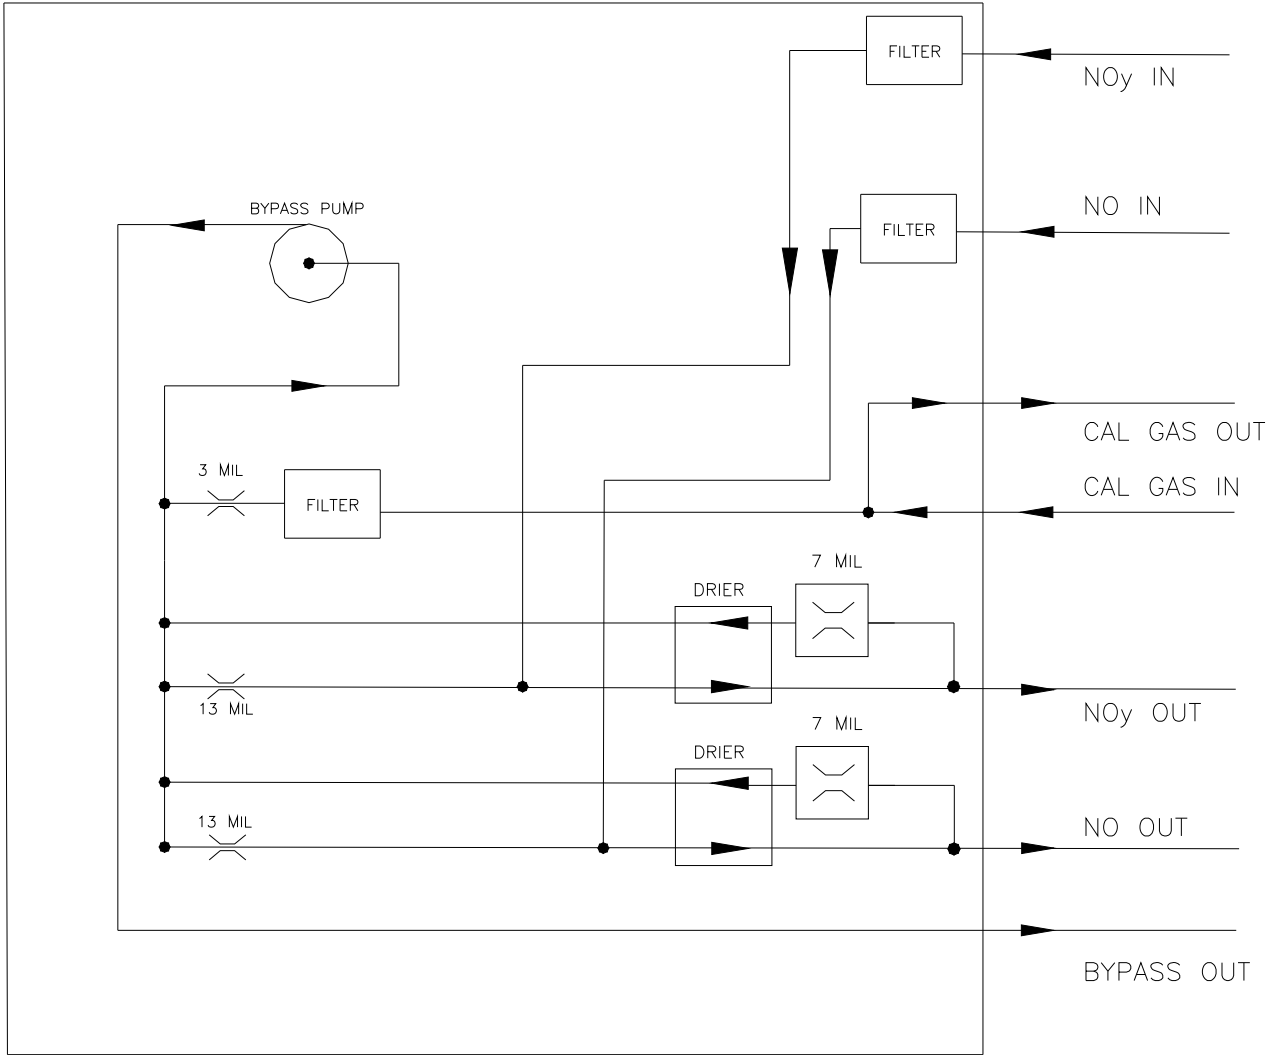 FILTER
NOy IN
BYPASS PUMP
NO IN
FILTER
CAL GAS OUT
3 MIL
CAL GAS IN
FILTER
7 MIL
DRIER
13 MIL
NOy OUT
7 MIL
DRIER
13 MIL
NO OUT
BYPASS OUT